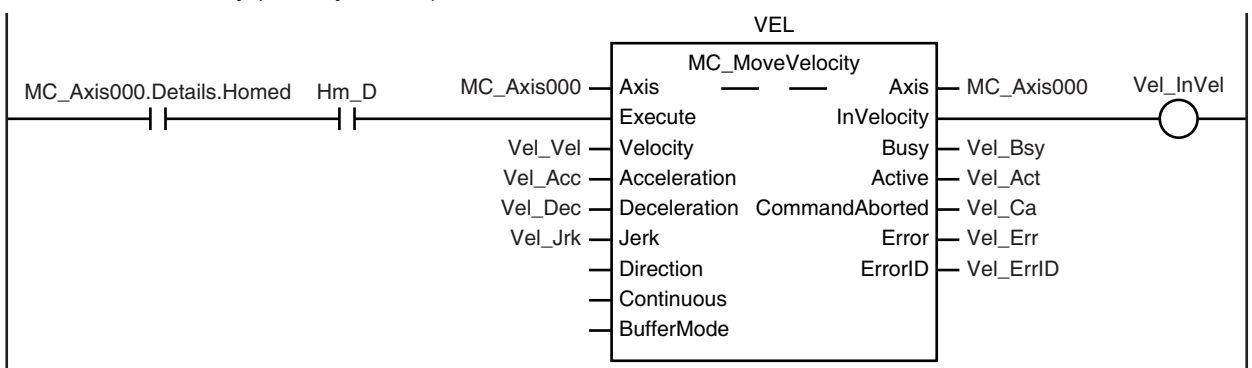 VEL
MC_MoveVelocity
MC_Axis000.Details.Homed Hm_D MC_Axis000 Axis Axis MC_Axis000 Vel_InVel
Execute InVelocity
Vel_Vel Velocity Busy Vel_Bsy
Vel_Acc Acceleration Active Vel_Act
Vel_Dec Deceleration CommandAborted Vel_Ca
Vel_Jrk Jerk Error Vel_Err
Direction ErrorID Vel_ErrID
Continuous
BufferMode